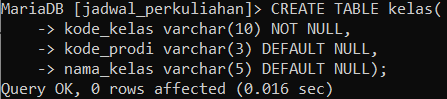 MariaDB [jadwal_perkuliahan]> CREATE TABLE kelas(
    -> kode_kelas varchar(10) NOT NULL,
    -> kode_prodi varchar(3) DEFAULT NULL,
    -> nama_kelas varchar(5) DEFAULT NULL);
Query OK, 0 rows affected (0.016 sec)